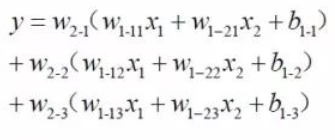 y = w₂₋₁(w₁₋₁₁x₁ + w₁₋₂₁x₂ + b₁₋₁)
+ w₂₋₂(w₁₋₁₂x₁ + w₁₋₂₂x₂ + b₁₋₂)
+ w₂₋₃(w₁₋₁₃x₁ + w₁₋₂₃x₂ + b₁₋₃)